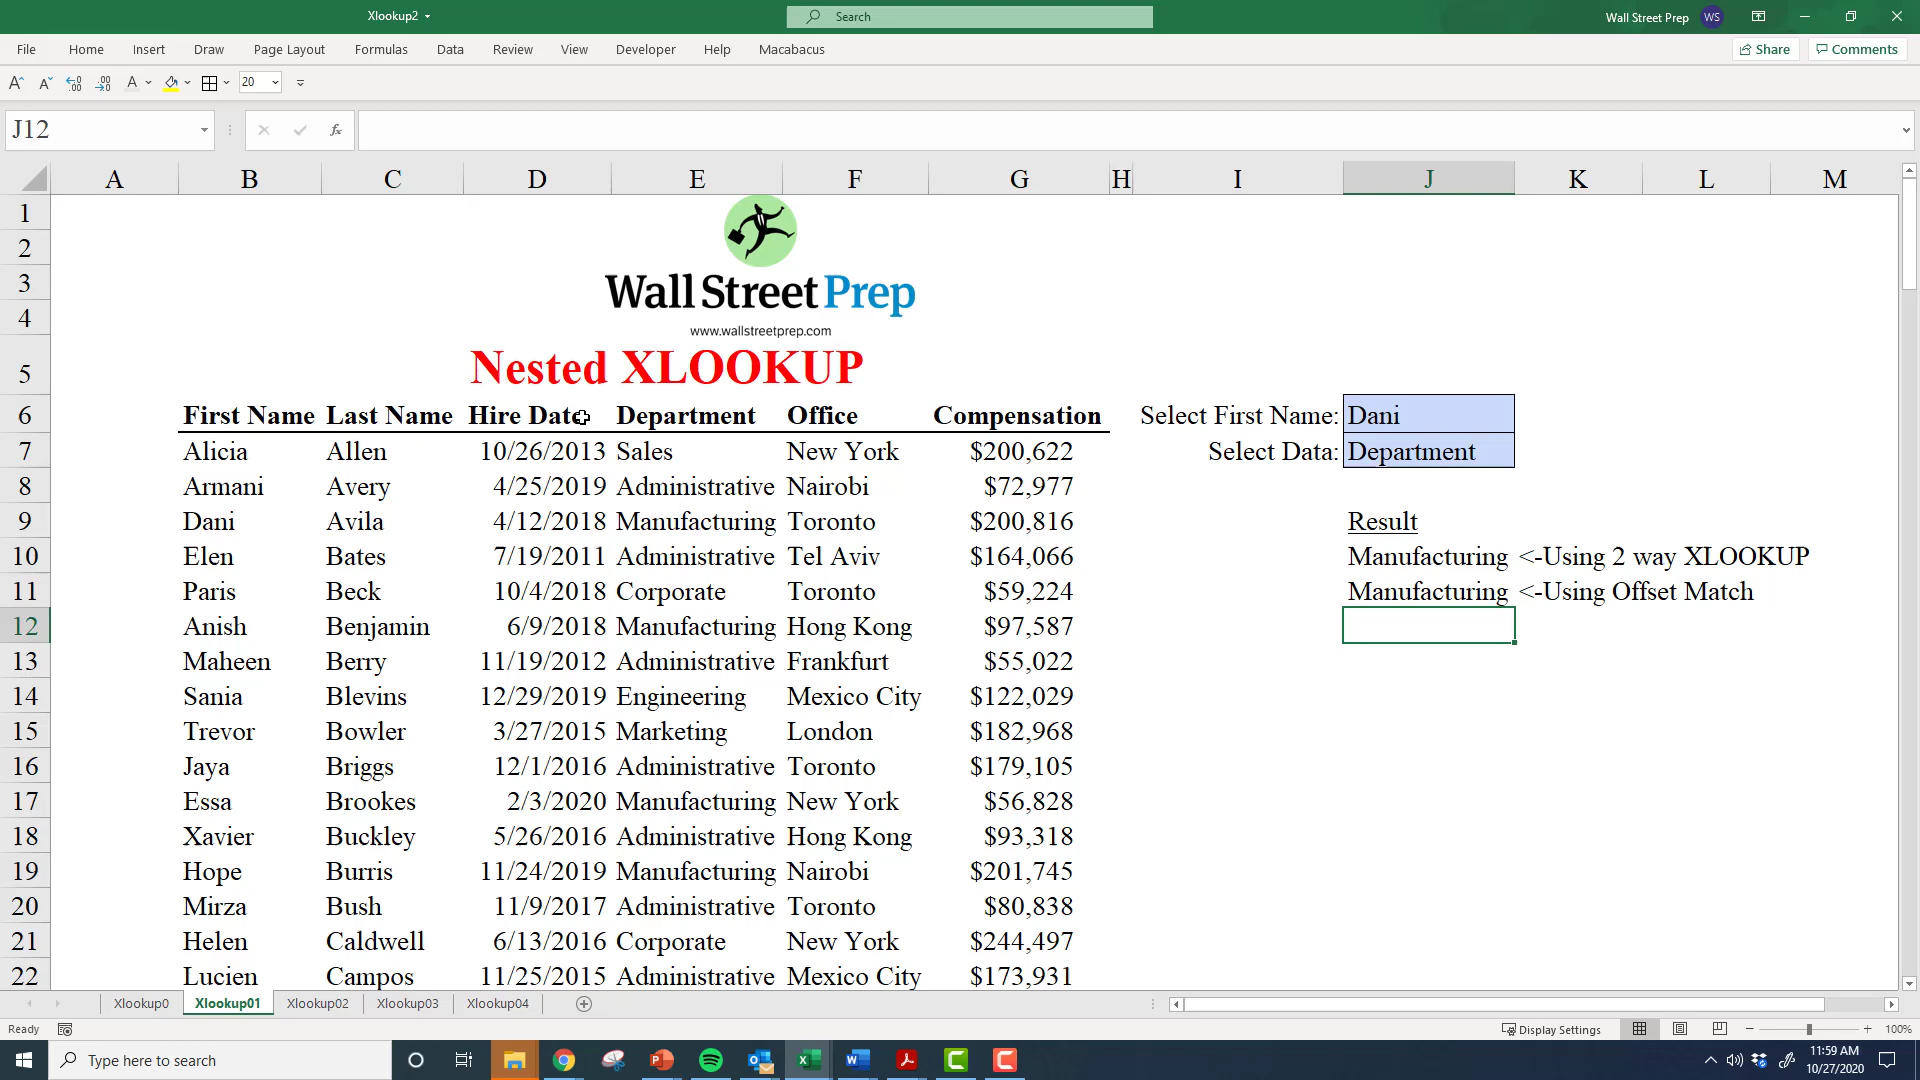 Xlookup2
Search
Wall Street Prep WS
File Home Insert Draw Page Layout Formulas Data Review View Developer Help Macabacus Share Comments
20
J12 fx
A B C D E F G H I J K L M
1
2
3 Wall Street Prep
4 www.wallstreetprep.com
5 Nested XLOOKUP
6 First Name Last Name Hire Date Department Office Compensation Select First Name: Dani
7 Alicia Allen 10/26/2013 Sales New York $200,622 Select Data: Department
8 Armani Avery 4/25/2019 Administrative Nairobi $72,977
9 Dani Avila 4/12/2018 Manufacturing Toronto $200,816 Result
10 Elen Bates 7/19/2011 Administrative Tel Aviv $164,066 Manufacturing <-Using 2 way XLOOKUP
11 Paris Beck 10/4/2018 Corporate Toronto $59,224 Manufacturing <-Using Offset Match
12 Anish Benjamin 6/9/2018 Manufacturing Hong Kong $97,587
13 Maheen Berry 11/19/2012 Administrative Frankfurt $55,022
14 Sania Blevins 12/29/2019 Engineering Mexico City $122,029
15 Trevor Bowler 3/27/2015 Marketing London $182,968
16 Jaya Briggs 12/1/2016 Administrative Toronto $179,105
17 Essa Brookes 2/3/2020 Manufacturing New York $56,828
18 Xavier Buckley 5/26/2016 Administrative Hong Kong $93,318
19 Hope Burris 11/24/2019 Manufacturing Nairobi $201,745
20 Mirza Bush 11/9/2017 Administrative Toronto $80,838
21 Helen Caldwell 6/13/2016 Corporate New York $244,497
22 Lucien Campos 11/25/2015 Administrative Mexico City $173,931
Xlookup0 Xlookup01 Xlookup02 Xlookup03 Xlookup04
Ready Display Settings 100%
Type here to search
11:59 AM
10/27/2020